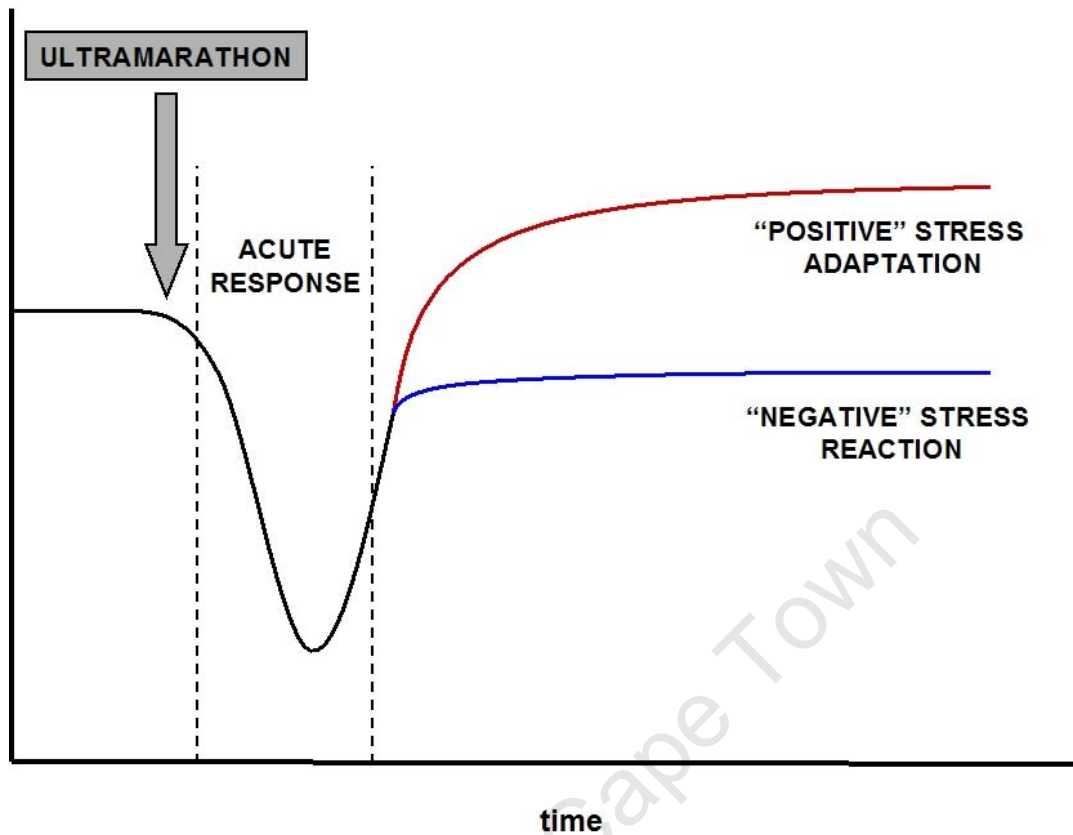 ULTRAMARATHON
ACUTE
RESPONSE
“POSITIVE” STRESS
ADAPTATION
“NEGATIVE” STRESS
REACTION
Cape Town
time